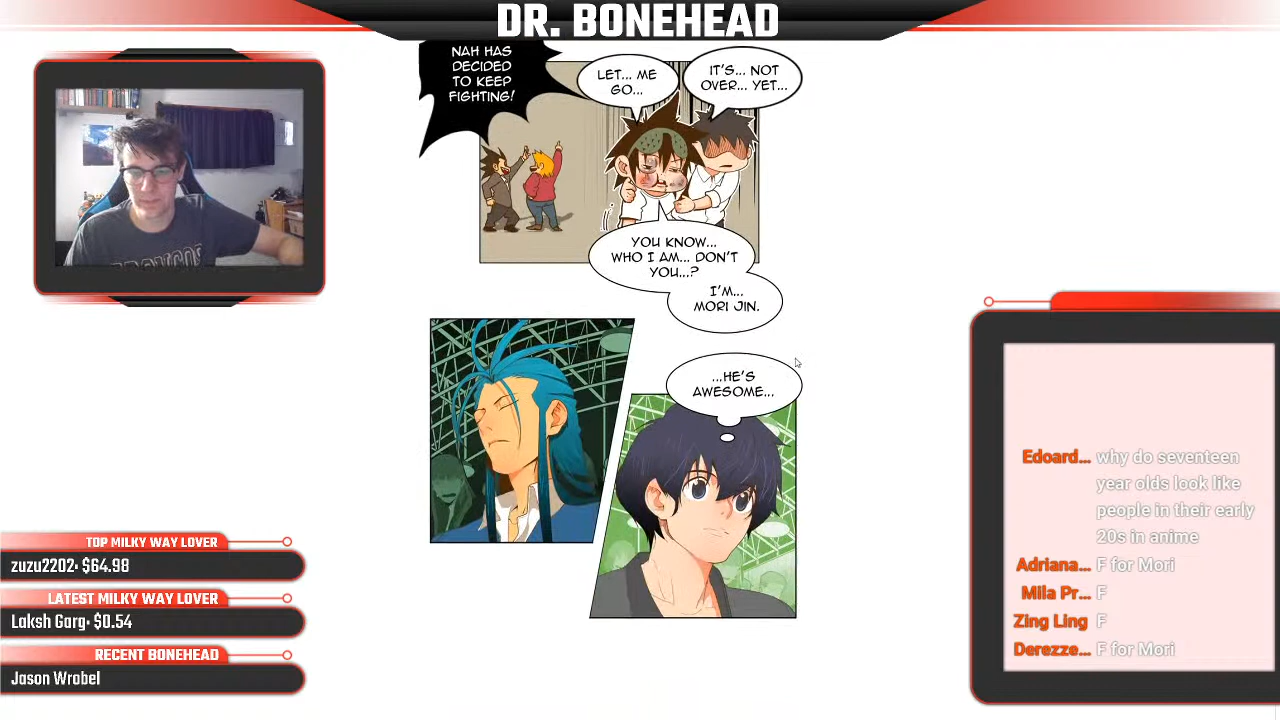 DR. BONEHEAD
NAH HAS
DECIDED
TO KEEP
FIGHTING!
LET... ME
GO...
IT'S... NOT
OVER... YET...
YOU KNOW...
WHO I AM... DON'T
YOU...?
I'M...
MORI JIN.
...HE'S
AWESOME...
TOP MILKY WAY LOVER
zuzu2202• $64.98
LATEST MILKY WAY LOVER
Laksh Garg• $0.54
RECENT BONEHEAD
Jason Wrobel
Edoard... why do seventeen
year olds look like
people in their early
20s in anime
Adriana... F for Mori
Mila Pr... F
Zing Ling F
Derezze... F for Mori